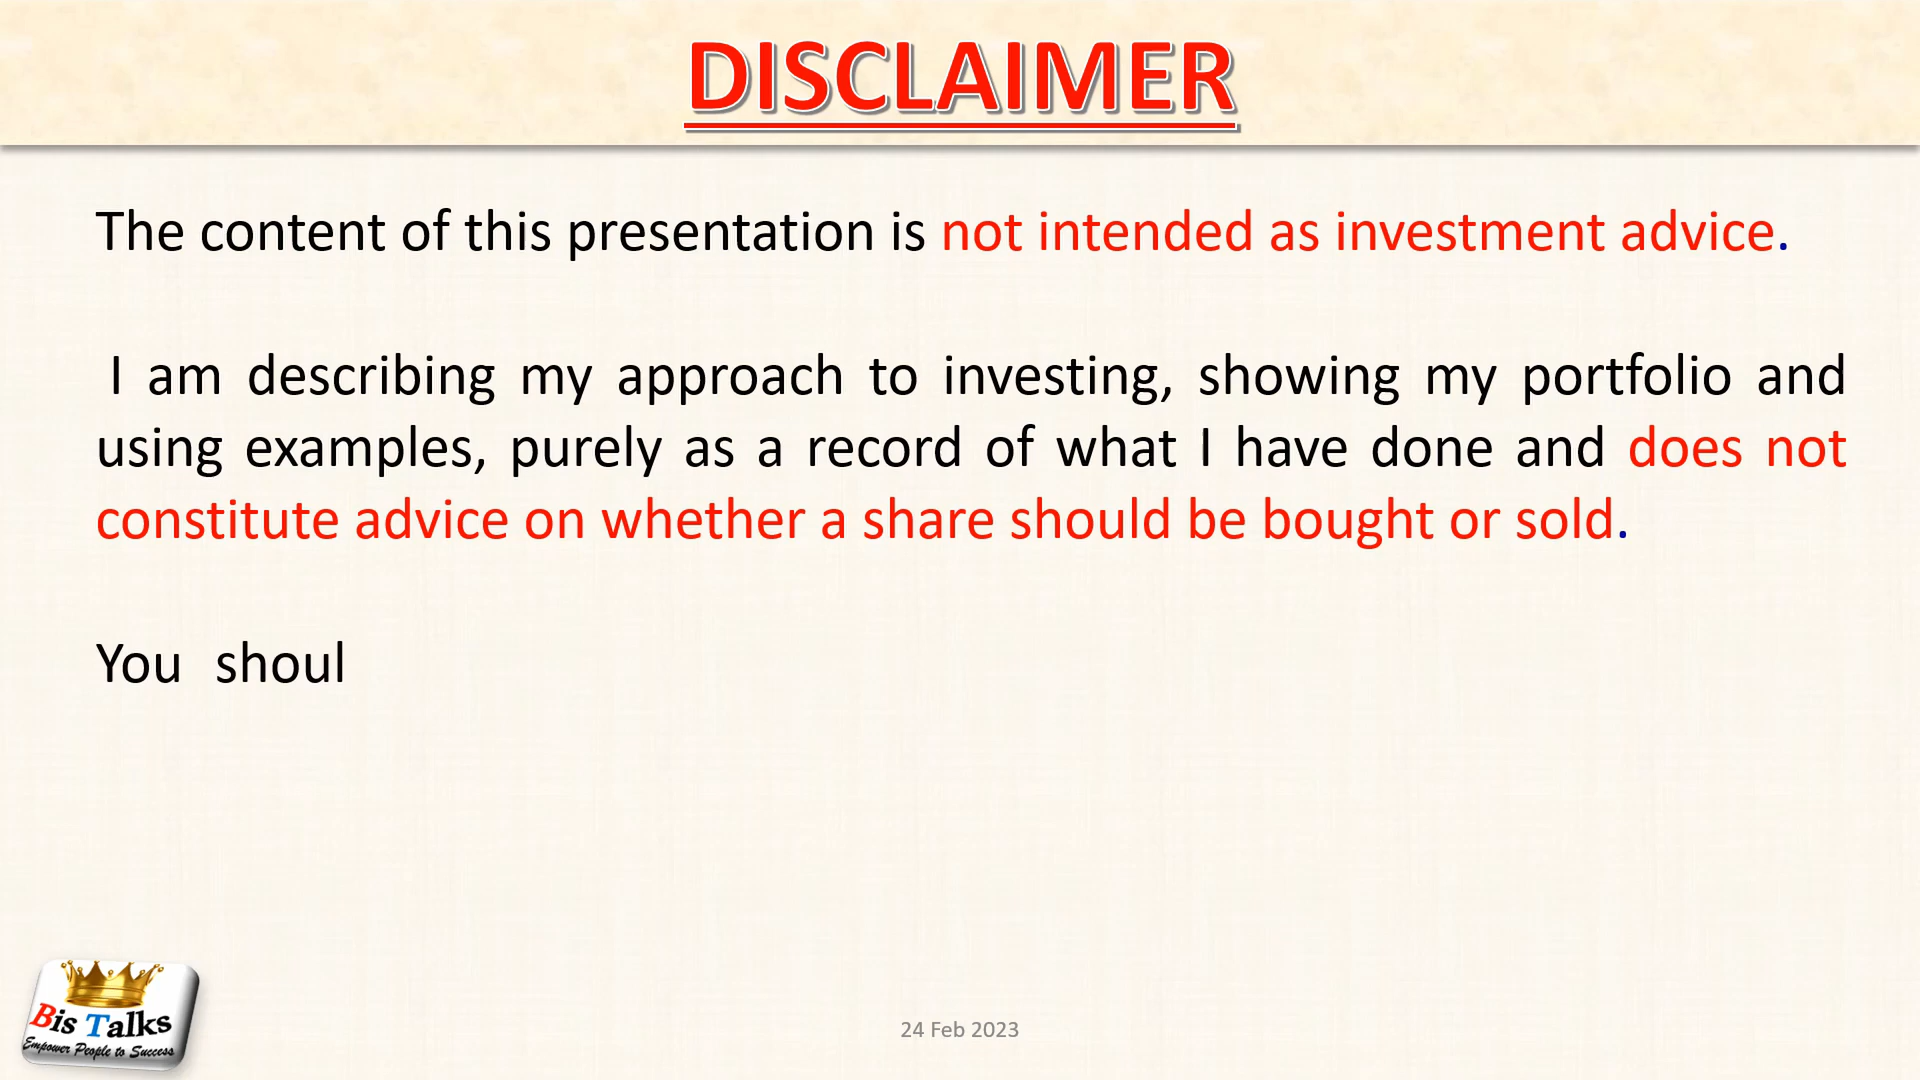 DISCLAIMER
The content of this presentation is not intended as investment advice.
I am describing my approach to investing, showing my portfolio and
using examples, purely as a record of what I have done and does not
constitute advice on whether a share should be bought or sold.
You shoul
Bis Talks
Empower People to Success
24 Feb 2023